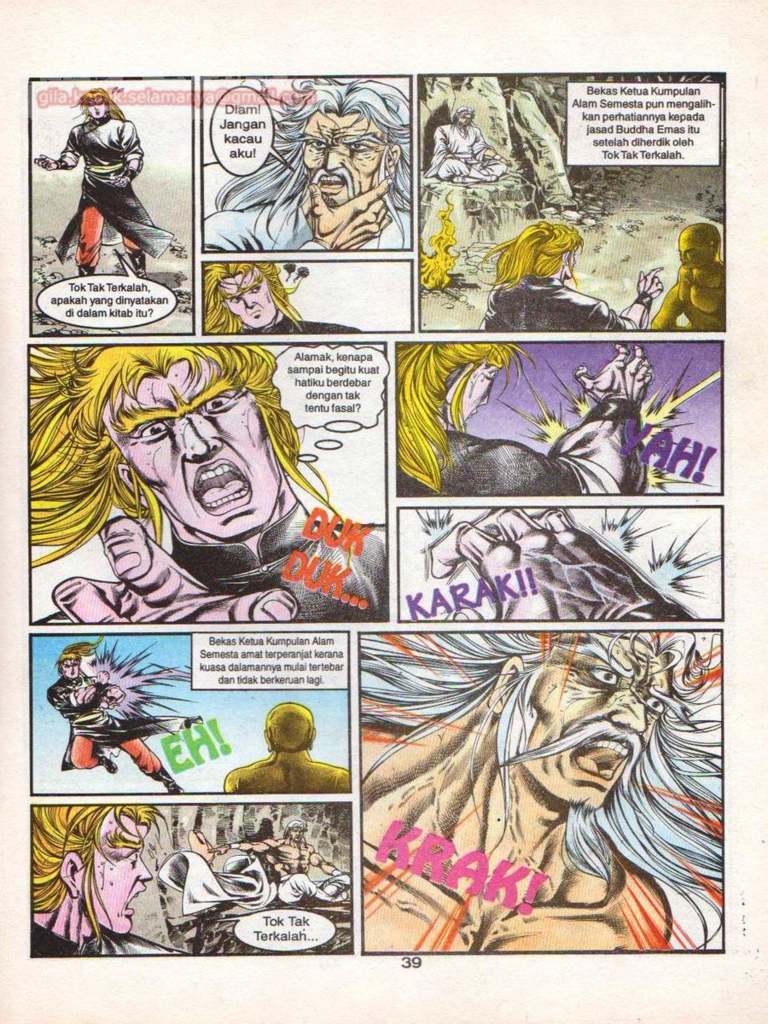 Tok Tak Terkalah,
apakah yang dinyatakan
di dalam kitab itu?
Diam!
Jangan
kacau
aku!
Bekas Ketua Kumpulan
Alam Semesta pun mengalih-
kan perhatiannya kepada
jasad Buddha Emas itu
setelah diherdik oleh
Tok Tak Terkalah.
Alamak, kenapa
sampai begitu kuat
hatiku berdebar
dengan tak
tentu fasal?
DUK
DUK...
YAH!
KARAK!!
Bekas Ketua Kumpulan Alam
Semesta amat terperanjat kerana
kuasa dalamannya mulai tertebar
dan tidak berkeruan lagi.
EH!
Tok Tak
Terkalah...
KRAK!
39